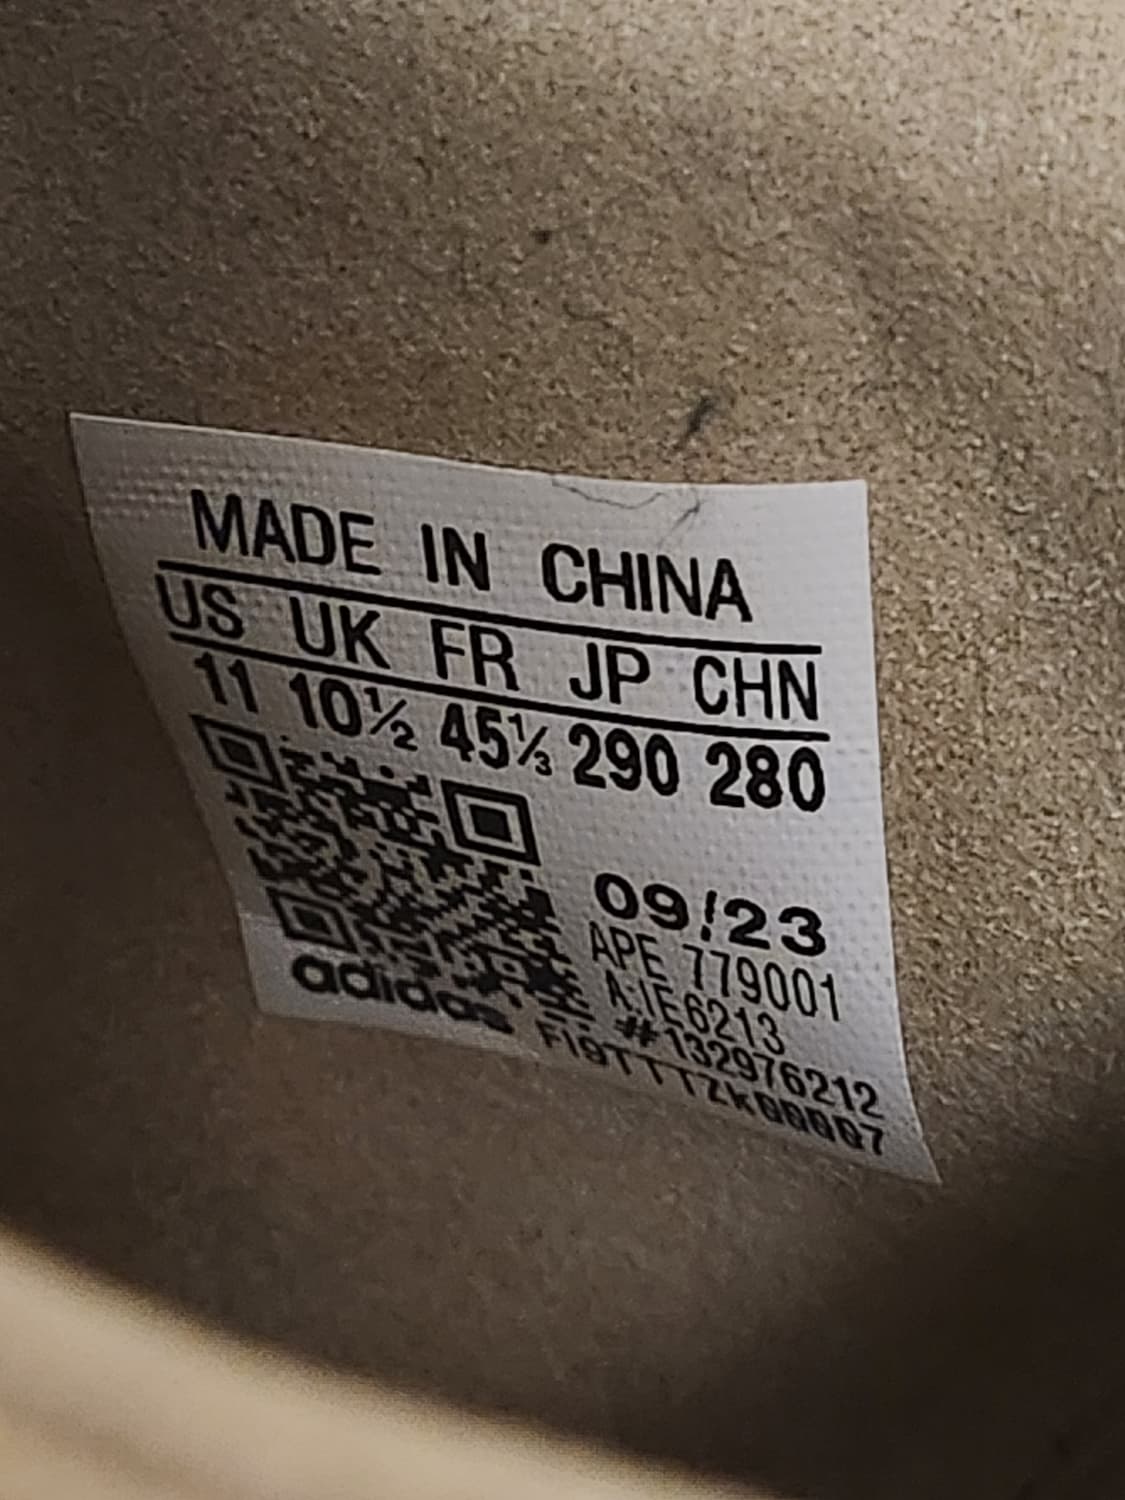 MADE IN CHINA
US UK FR JP CHN
11 10½ 45⅓ 290 280
09/23
APE 779001
A:IE6213
#132976212
adidas